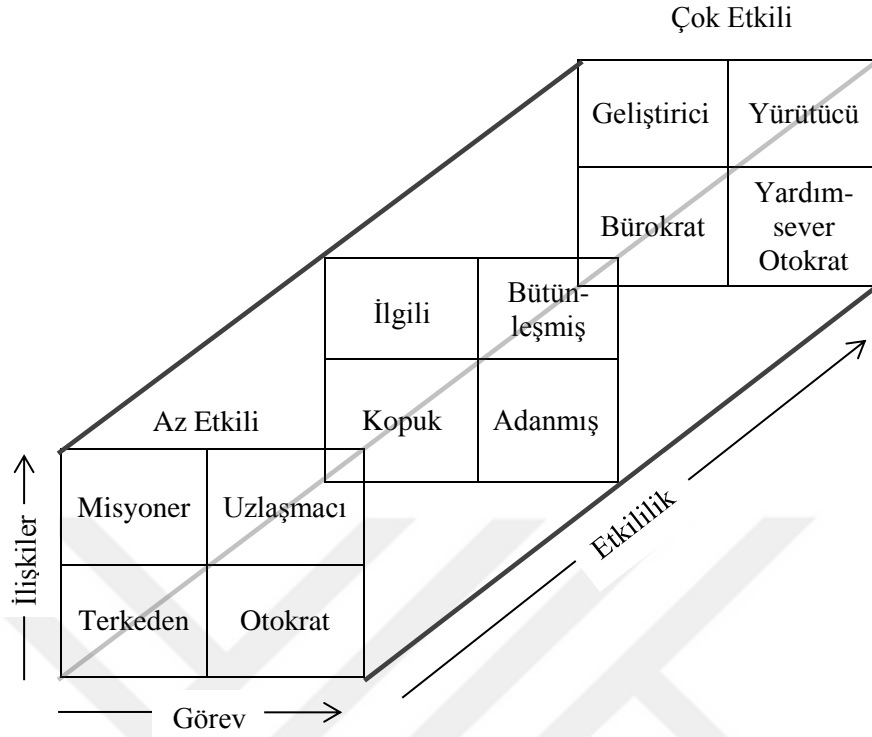 Çok Etkili
Geliştirici
Yürütücü
Bürokrat
Yardım-
sever
Otokrat
İlgili
Bütün-
leşmiş
Kopuk
Adanmış
Az Etkili
Misyoner
Uzlaşmacı
Terkeden
Otokrat
İlişkiler
Görev
Etkililik